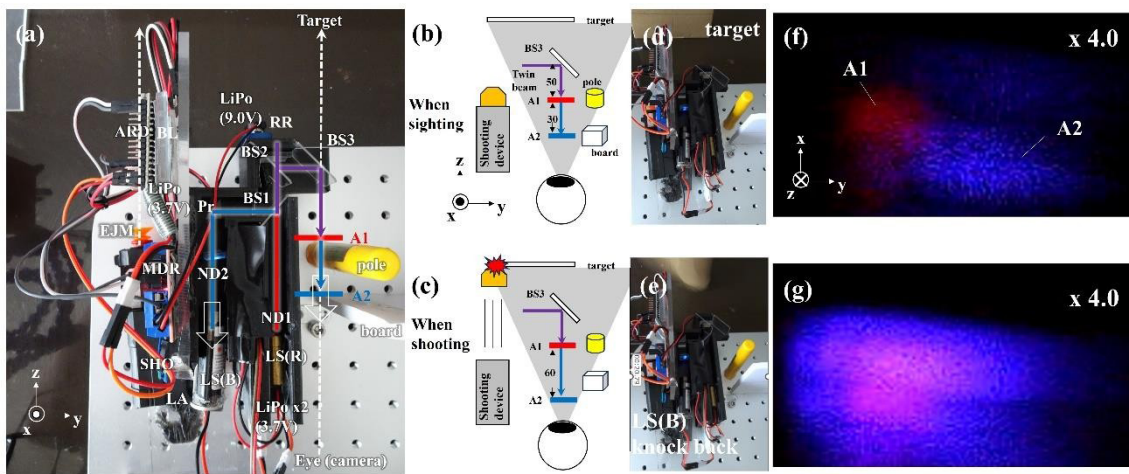 (a)
Target
LiPo
(9.0V)
RR
ARD
BL
BS2
BS3
LiPo
(3.7V)
BS1
Pr
EJM
A1
MDR
ND2
pole
A2
ND1
board
SHO
LS(R)
LS(B)
LA
LiPo x2
(3.7V)
z
x
y
Eye (camera)
(b)
target
BS3
Twin
beam
50
pole
When
sighting
A1
30
A2
Shooting
device
board
z
x
y
(c)
target
BS3
When
shooting
A1
60
A2
Shooting
device
(d)
target
(e)
LS(B)
knock back
(f)
x 4.0
A1
A2
x
z
y
(g)
x 4.0